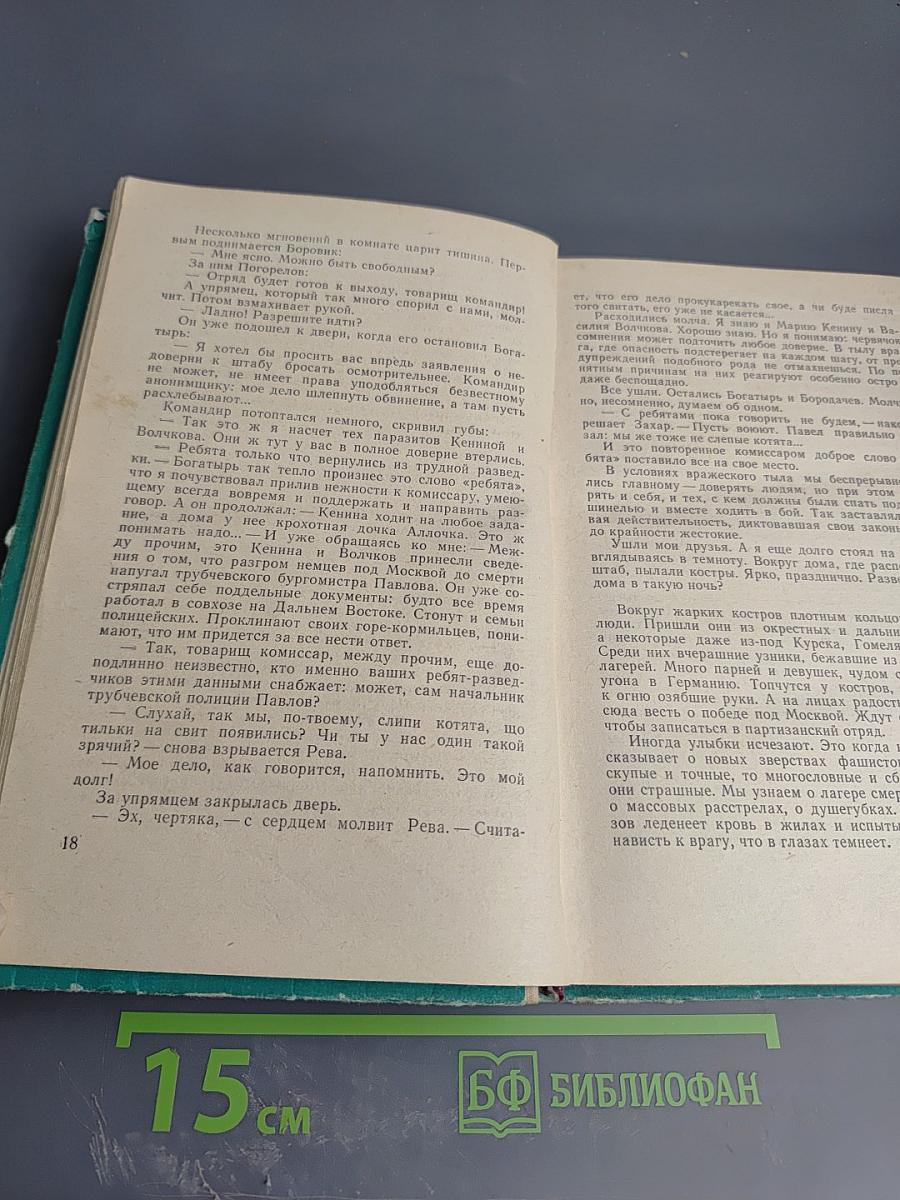 Несколько мгновений в комнате царит тишина. Пер-
вым поднимается Боровик:
— Мне ясно. Можно быть свободным?
За ним Погорелов:
— Отряд будет готов к выходу, товарищ командир!
А упрямец, который так много спорил с нами, мол-
чит. Потом взмахивает рукой.
— Ладно! Разрешите идти?
Он уже подошел к двери, когда его остановил Бога-
тырь:
— Я хотел бы просить вас впредь заявления о не-
доверии к штабу бросать осмотрительнее. Командир
не может, не имеет права уподобляться безвестному
анонимщику: мое дело шлепнуть обвинение, а там пусть
расхлебывают...
Командир потоптался немного, скривил губы:
— Так это ж я насчет тех паразитов Кениной и
Волчкова. Они ж тут у вас в полное доверие втерлись.
— Ребята только что вернулись из трудной развед-
ки. — Богатырь так тепло произнес это слово «ребята»,
что я почувствовал прилив нежности к комиссару, умею-
щему всегда вовремя и поддержать и направить раз-
говор. А он продолжал: — Кенина ходит на любое зада-
ние, а дома у нее крохотная дочка Аллочка. Это ж
понимать надо... — И уже обращаясь ко мне: — Меж-
ду прочим, это Кенина и Волчков принесли сведе-
ния о том, что разгром немцев под Москвой до смерти
напугал трубчевского бургомистра Павлова. Он уже со-
стряпал себе поддельные документы: будто все время
работал в совхозе на Дальнем Востоке. Стонут и семьи
полицейских. Проклинают своих горе-кормильцев, пони-
мают, что им придется за все нести ответ.
— Так, товарищ комиссар, между прочим, еще до-
подлинно неизвестно, кто именно ваших ребят-развед-
чиков этими данными снабжает: может, сам начальник
трубчевской полиции Павлов?
— Слухай, так мы, по-твоему, слипи котята, що
тильки на свит появились? Чи ты у нас один такой
зрячий? — снова взрывается Рева.
— Мое дело, как говорится, напомнить. Это мой
долг!
За упрямцем закрылась дверь.
— Эх, чертяка, — с сердцем молвит Рева. — Счита-
18
ет, что его дело прокукарекать свое, а чи буде писля
того свитать, его уже не касается...
Расходились молча. Я знаю и Марию Кенину и Ва-
силия Волчкова. Хорошо знаю. Но я понимаю: червячок
сомнения может подточить любое доверие. В тылу вра-
га, где опасность подстерегает на каждом шагу, от пре-
дупреждений подобного рода не отмахнешься. По по-
нятным причинам на них реагируют особенно остро
даже беспощадно.
Все ушли. Остались Богатырь и Бородачев. Молч
но, несомненно, думаем об одном.
— С ребятами пока говорить не будем, — нако
решает Захар. — Пусть воюют. Павел правильно
зал: мы же тоже не слепые котята...
И это повторенное комиссаром доброе слово
бята» поставило все на свое место.
В условиях вражеского тыла мы беспрерывно
лись главному — доверять людям, но при этом
рять и себя, и тех, с кем должны были спать под
шинелью и вместе ходить в бой. Так заставлял
вая действительность, диктовавшая свои законы
до крайности жестокие.
Ушли мои друзья. А я еще долго стоял на
вглядываясь в темноту. Вокруг дома, где распо
штаб, пылали костры. Ярко, празднично. Разве
дома в такую ночь?
Вокруг жарких костров плотным кольцо
люди. Пришли они из окрестных и дальни
а некоторые даже из-под Курска, Гомеля
Среди них вчерашние узники, бежавшие из
лагерей. Много парней и девушек, чудом с
угона в Германию. Топчутся у костров,
к огню озябшие руки. А на лицах радость
сюда весть о победе под Москвой. Ждут
чтобы записаться в партизанский отряд.
Иногда улыбки исчезают. Это когда
сказывает о новых зверствах фашистов
скупые и точные, то многословные и сб
они страшные. Мы узнаем о лагере смер
о массовых расстрелах, о душегубках.
зов леденеет кровь в жилах и испыты
нависть к врагу, что в глазах темнеет.
15 см
БФ БИБЛИОФАН